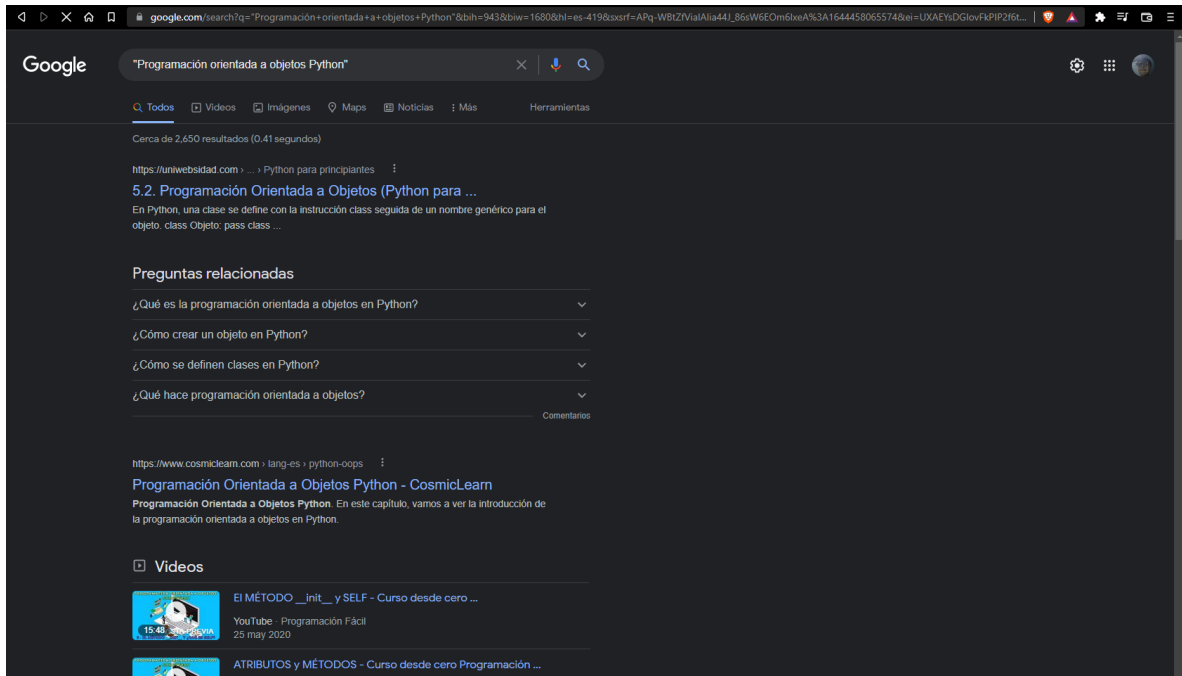 google.com/search?q="Programación+orientada+a+objetos+Python"&bih=943&biw=1680&hl=es-419&sxsrf=APq-WBtZfVialAlia44J_86sW6EOm6lxeA%3A1644458065574&ei=UXAEYsDGlovFkPIP2f6t...
Google
"Programación orientada a objetos Python"
Todos
Videos
Imágenes
Maps
Noticias
Más
Herramientas
Cerca de 2,650 resultados (0.41 segundos)
https://uniwebsidad.com › ... › Python para principiantes
5.2. Programación Orientada a Objetos (Python para ...
En Python, una clase se define con la instrucción class seguida de un nombre genérico para el
objeto. class Objeto: pass class ...
Preguntas relacionadas
¿Qué es la programación orientada a objetos en Python?
¿Cómo crear un objeto en Python?
¿Cómo se definen clases en Python?
¿Qué hace programación orientada a objetos?
Comentarios
https://www.cosmiclearn.com › lang-es › python-oops
Programación Orientada a Objetos Python - CosmicLearn
Programación Orientada a Objetos Python. En este capítulo, vamos a ver la introducción de
la programación orientada a objetos en Python.
Videos
El MÉTODO __init__ y SELF - Curso desde cero ...
YouTube · Programación Fácil
25 may 2020
15:48
ATRIBUTOS y MÉTODOS - Curso desde cero Programación ...